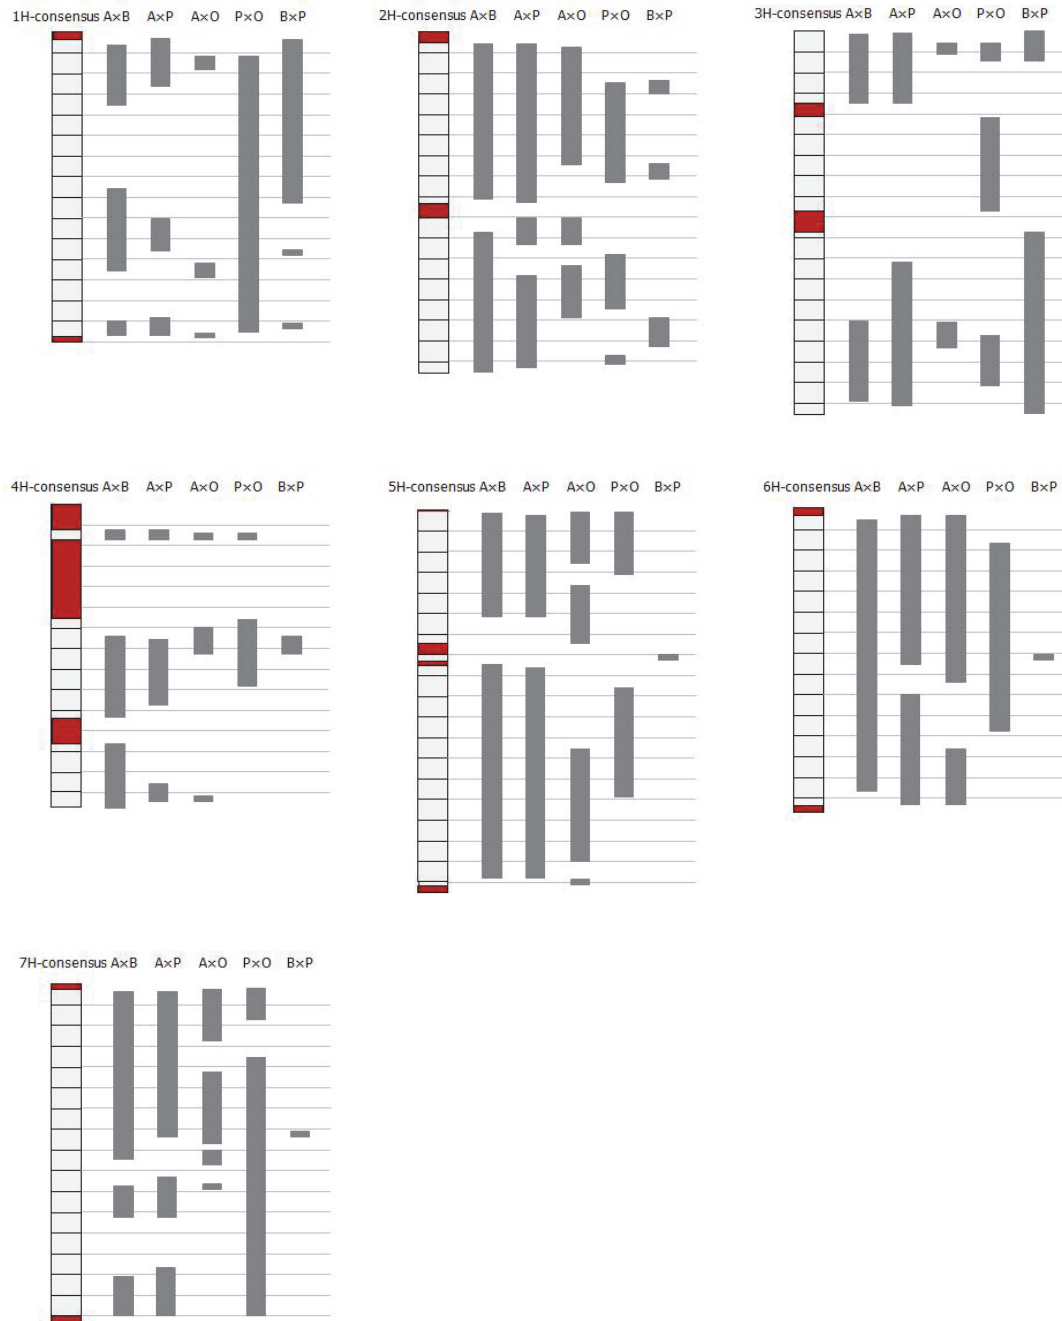 1H-consensus A×B A×P A×O P×O B×P
2H-consensus A×B A×P A×O P×O B×P
3H-consensus A×B A×P A×O P×O B×P
4H-consensus A×B A×P A×O P×O B×P
5H-consensus A×B A×P A×O P×O B×P
6H-consensus A×B A×P A×O P×O B×P
7H-consensus A×B A×P A×O P×O B×P